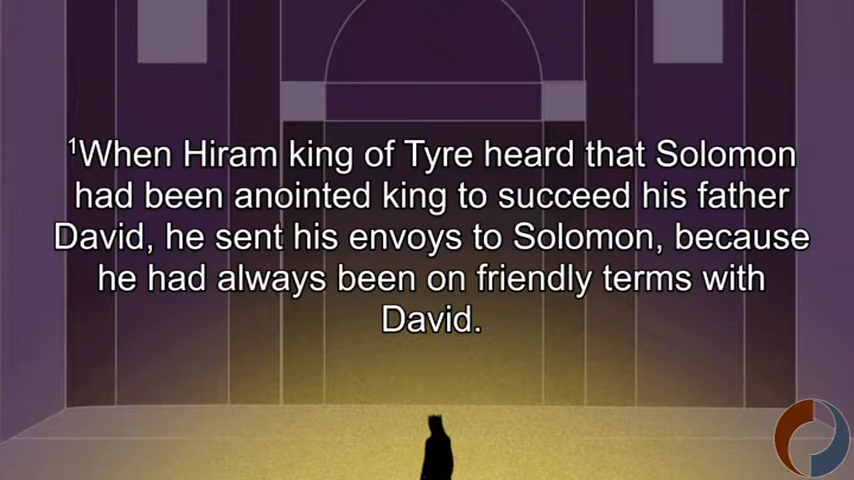 ¹When Hiram king of Tyre heard that Solomon
had been anointed king to succeed his father
David, he sent his envoys to Solomon, because
he had always been on friendly terms with
David.